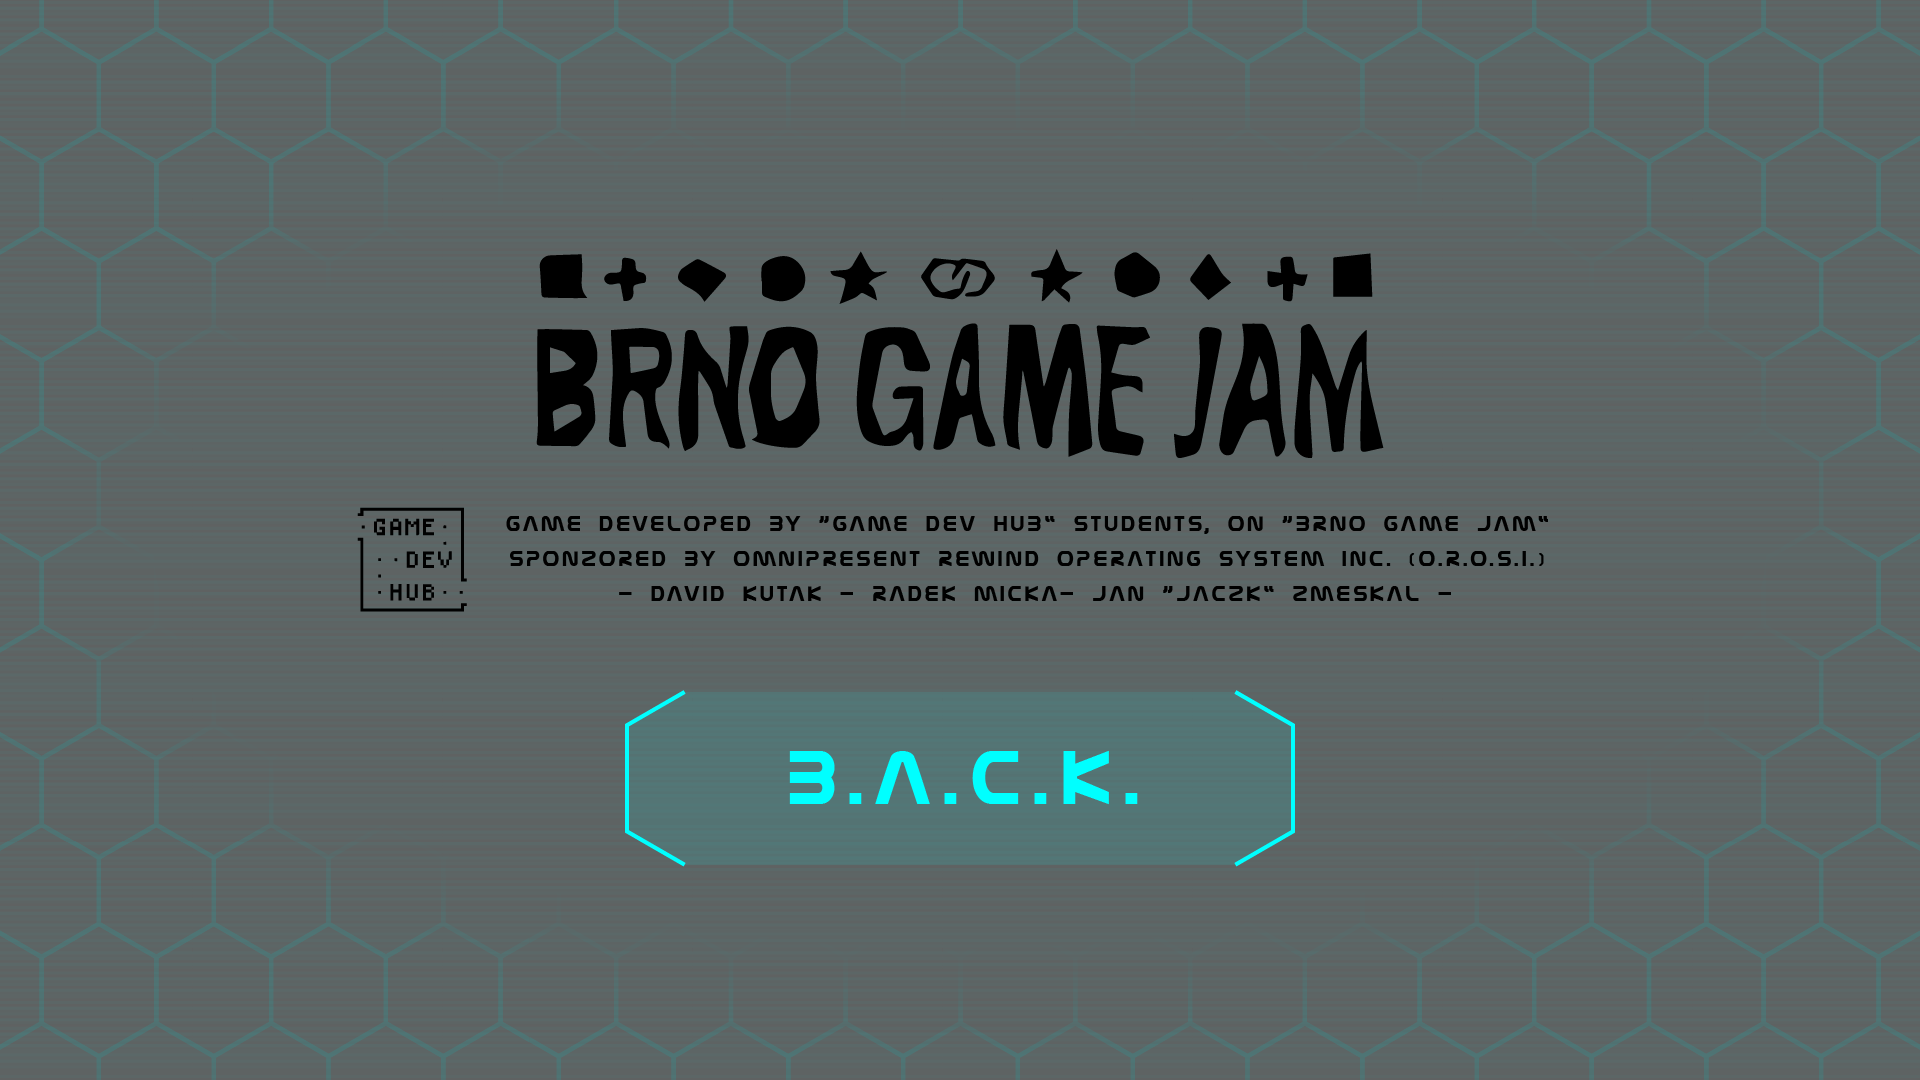 BRNO GAME JAM
GAME DEV HUB
GAME DEVELOPED BY "GAME DEV HUB" STUDENTS, ON "BRNO GAME JAM"
SPONZORED BY OMNIPRESENT REWIND OPERATING SYSTEM INC. (O.R.O.S.I.)
- DAVID KUTAK - RADEK MICKA- JAN "JACZK" ZMESKAL -
B.A.C.K.